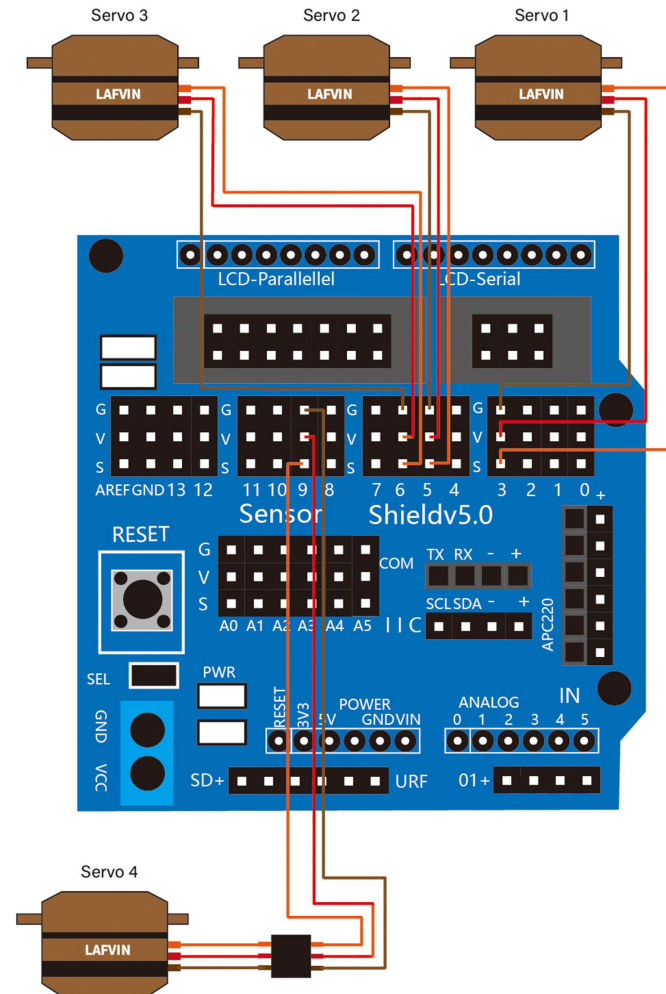 Servo 3 Servo 2 Servo 1
LAFVIN LAFVIN LAFVIN
LCD-Parallellel LCD-Serial
G G G G
V V V V
S S S S
AREF GND 13 12 11 10 9 8 7 6 5 4 3 2 1 0 +
Sensor Shieldv5.0
RESET
G
V
S
COM
TX RX - +
A0 A1 A2 A3 A4 A5
IIC
SCL SDA - +
APC220
SEL
PWR
GND
VCC
RESET 3V3 5V POWER GND VIN
ANALOG IN
0 1 2 3 4 5
SD+ URF 01+
Servo 4
LAFVIN